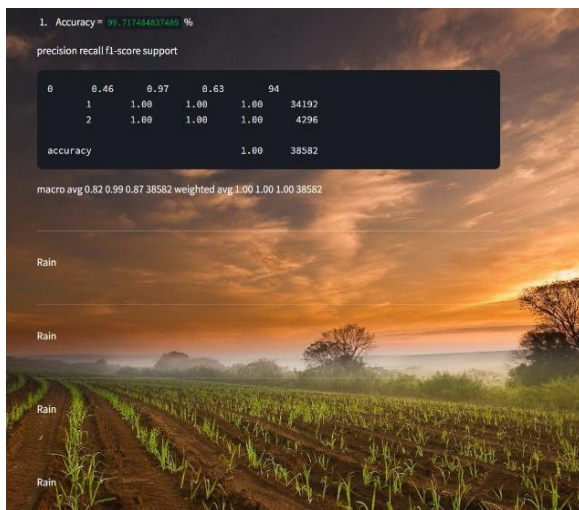 1. Accuracy = 99.717484837489 %
precision recall f1-score support
0 0.46 0.97 0.63 94
1 1.00 1.00 1.00 34192
2 1.00 1.00 1.00 4296
accuracy 1.00 38582
macro avg 0.82 0.99 0.87 38582 weighted avg 1.00 1.00 1.00 38582
Rain
Rain
Rain
Rain